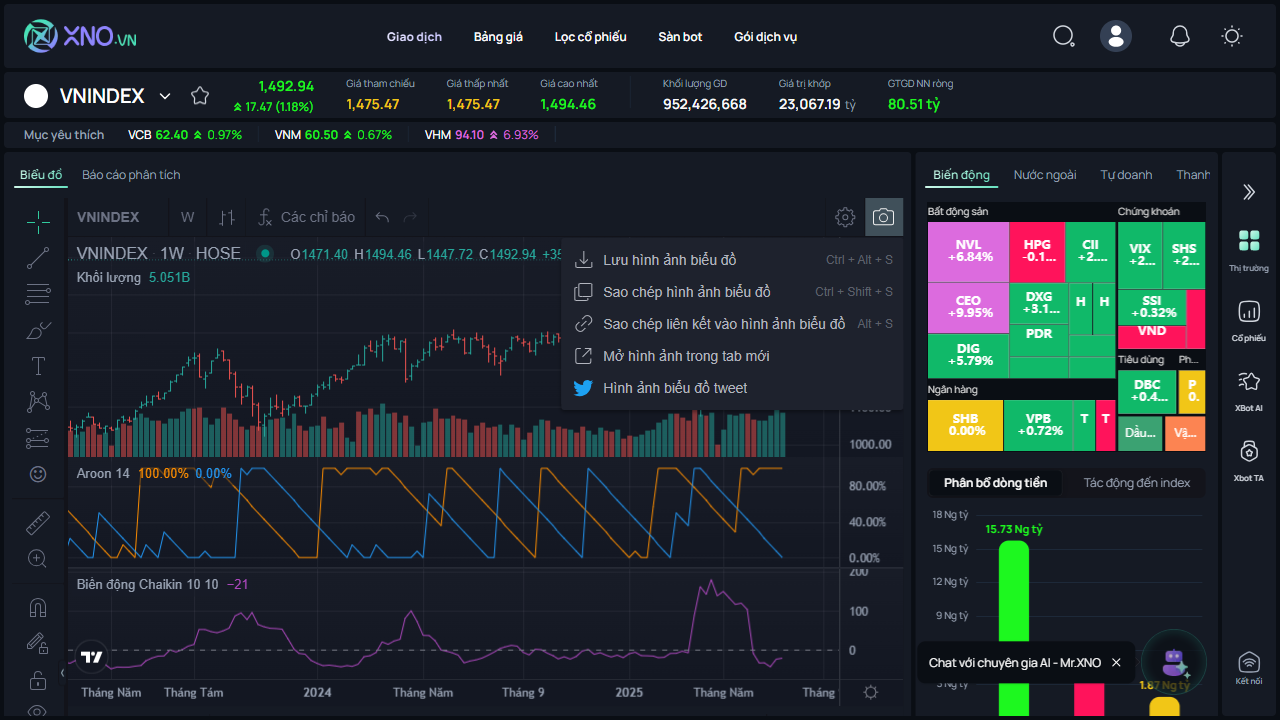 XNO.VN
Giao dịch Bảng giá Lọc cổ phiếu Sàn bot Gói dịch vụ
VNINDEX
1,492.94
17.47 (1.18%)
Giá tham chiếu
1,475.47
Giá thấp nhất
1,475.47
Giá cao nhất
1,494.46
Khối lượng GD
952,426,668
Giá trị khớp
23,067.19 tỷ
GTGD NN ròng
80.51 tỷ
Mục yêu thích VCB 62.40 0.97% VNM 60.50 0.67% VHM 94.10 6.93%
Biểu đồ Báo cáo phân tích
VNINDEX W Các chỉ báo
VNINDEX · 1W · HOSE O1471.40 H1494.46 L1447.72 C1492.94 +35
Khối lượng 5.051B
Lưu hình ảnh biểu đồ Ctrl + Alt + S
Sao chép hình ảnh biểu đồ Ctrl + Shift + S
Sao chép liên kết vào hình ảnh biểu đồ Alt + S
Mở hình ảnh trong tab mới
Hình ảnh biểu đồ tweet
1000.00
Aroon 14 100.00% 0.00%
80.00%
40.00%
0.00%
Biên động Chaikin 10 10 −21
200
100
0
Tháng Năm Tháng Tám 2024 Tháng Năm Tháng 9 2025 Tháng Năm Tháng
Biến động Nước ngoài Tự doanh Thanh
Bất động sản
NVL
+6.84%
HPG
-0.1...
CII
+2....
CEO
+9.95%
DXG
+3.1...
H H
PDR
DIG
+5.79%
Chứng khoán
VIX
+2...
SHS
+2...
SSI
+0.32%
VND
Ngân hàng
SHB
0.00%
VPB
+0.72%
T T
Tiêu dùng
DBC
+0.4...
Ph...
P
0.
Dầu...
Vậ...
Phân bổ dòng tiền Tác động đến index
18 Ng tỷ
15.73 Ng tỷ
15 Ng tỷ
12 Ng tỷ
9 Ng tỷ
Chat với chuyên gia AI - Mr.XNO
1.87 Ng tỷ
Thị trường
Cổ phiếu
XBot AI
Xbot TA
Kết nối